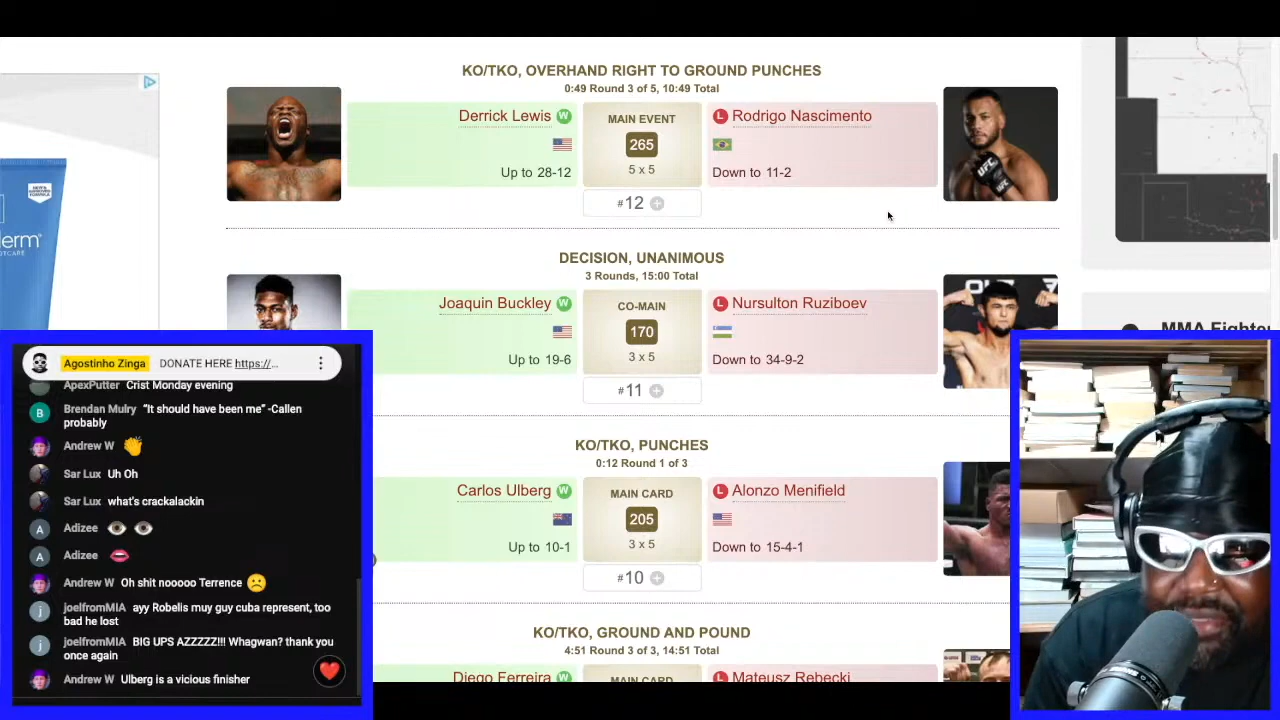 KO/TKO, OVERHAND RIGHT TO GROUND PUNCHES
0:49 Round 3 of 5, 10:49 Total
Derrick Lewis W
MAIN EVENT
L Rodrigo Nascimento
265
Up to 28-12
5 x 5
Down to 11-2
#12
UFC
DECISION, UNANIMOUS
3 Rounds, 15:00 Total
Joaquin Buckley W
CO-MAIN
L Nursulton Ruziboev
170
Up to 19-6
3 x 5
Down to 34-9-2
#11
KO/TKO, PUNCHES
0:12 Round 1 of 3
Carlos Ulberg W
MAIN CARD
L Alonzo Menifield
205
Up to 10-1
3 x 5
Down to 15-4-1
#10
KO/TKO, GROUND AND POUND
4:51 Round 3 of 3, 14:51 Total
Diego Ferreira W
MAIN CARD
L Mateusz Rebecki
MMA Fighter
Agostinho Zinga DONATE HERE https://...
ApexPutter Crist Monday evening
B Brendan Mulry “It should have been me” -Callen
probably
Andrew W 👏
Sar Lux Uh Oh
Sar Lux what's crackalackin
A Adizee 👁️ 👁️
A Adizee 👄
Andrew W Oh shit nooooo Terrence ☹️
j joelfromMIA ayy Robelis muy guy cuba represent, too
bad he lost
j joelfromMIA BIG UPS AZZZZZ!!! Whagwan? thank you
once again
Andrew W Ulberg is a vicious finisher